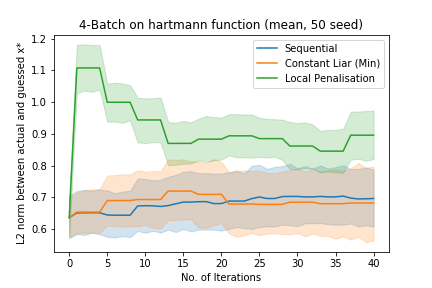 4-Batch on hartmann function (mean, 50 seed)
Sequential
Constant Liar (Min)
Local Penalisation
L2 norm between actual and guessed x*
1.2
1.1
1.0
0.9
0.8
0.7
0.6
0
5
10
15
20
25
30
35
40
No. of Iterations